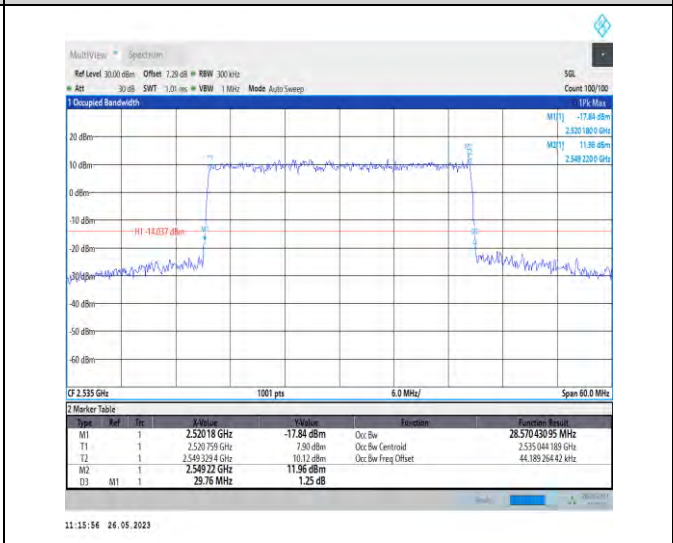 MultiView Spectrum
Ref Level 30.00 dBm Offset 7.29 dB RBW 300 kHz SGL
Att 30 dB SWT 1.01 ms VBW 1 MHz Mode Auto Sweep Count 100/100
1 Occupied Bandwidth 1Pk Max
M1[1] -17.84 dBm
2.520 180 0 GHz
20 dBm
M2[1] 11.96 dBm
2.549 220 0 GHz
10 dBm
0 dBm
-10 dBm
H1 -14.037 dBm
-20 dBm
-30 dBm
-40 dBm
-50 dBm
-60 dBm
CF 2.535 GHz 1001 pts 6.0 MHz/ Span 60.0 MHz
2 Marker Table
Type Ref Trc X-Value Y-Value Function Function Result
M1 1 2.52018 GHz -17.84 dBm Occ Bw 28.570 430 95 MHz
T1 1 2.520 759 GHz 7.90 dBm Occ Bw Centroid 2.535 044 189 GHz
T2 1 2.549 329 4 GHz 10.12 dBm Occ Bw Freq Offset 44.189 264 42 kHz
M2 1 2.54922 GHz 11.96 dBm
D3 M1 1 29.76 MHz 1.25 dB
11:15:56 26.05.2023